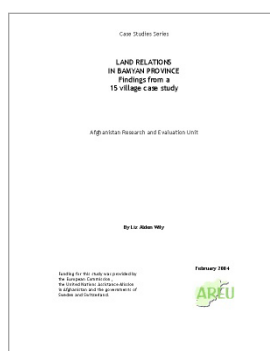 Case Studies Series
LAND RELATIONS
IN BAMYAN PROVINCE
Findings from a
15 village case study
Afghanistan Research and Evaluation Unit
By Liz Alden Wily
February 2004
Funding for this study was provided by
the European Commission,
the United Nations Assistance Mission
in Afghanistan and the governments of
Sweden and Switzerland.
AREU